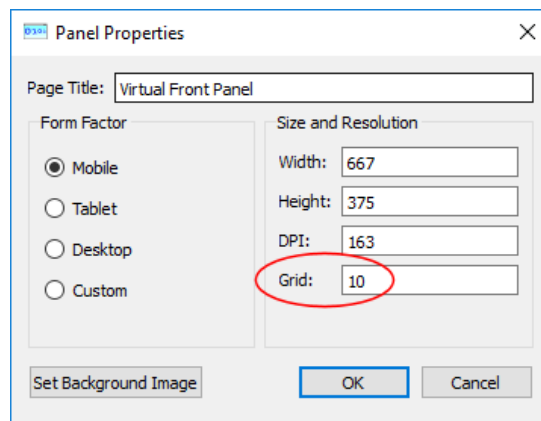 Panel Properties
Page Title: Virtual Front Panel
Form Factor
Mobile
Tablet
Desktop
Custom
Size and Resolution
Width: 667
Height: 375
DPI: 163
Grid: 10
Set Background Image
OK
Cancel